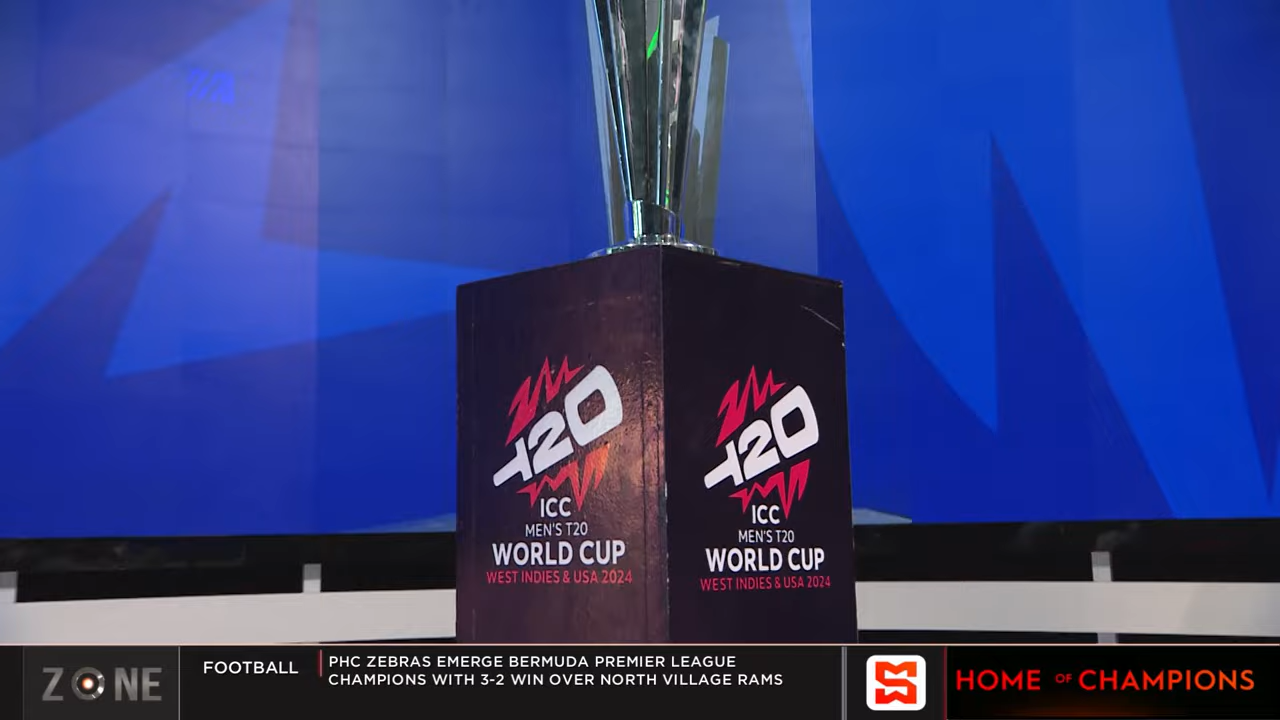 T20
ICC
MEN'S T20
WORLD CUP
WEST INDIES & USA 2024
T20
ICC
MEN'S T20
WORLD CUP
WEST INDIES & USA 2024
ZONE
FOOTBALL
PHC ZEBRAS EMERGE BERMUDA PREMIER LEAGUE
CHAMPIONS WITH 3-2 WIN OVER NORTH VILLAGE RAMS
HOME OF CHAMPIONS